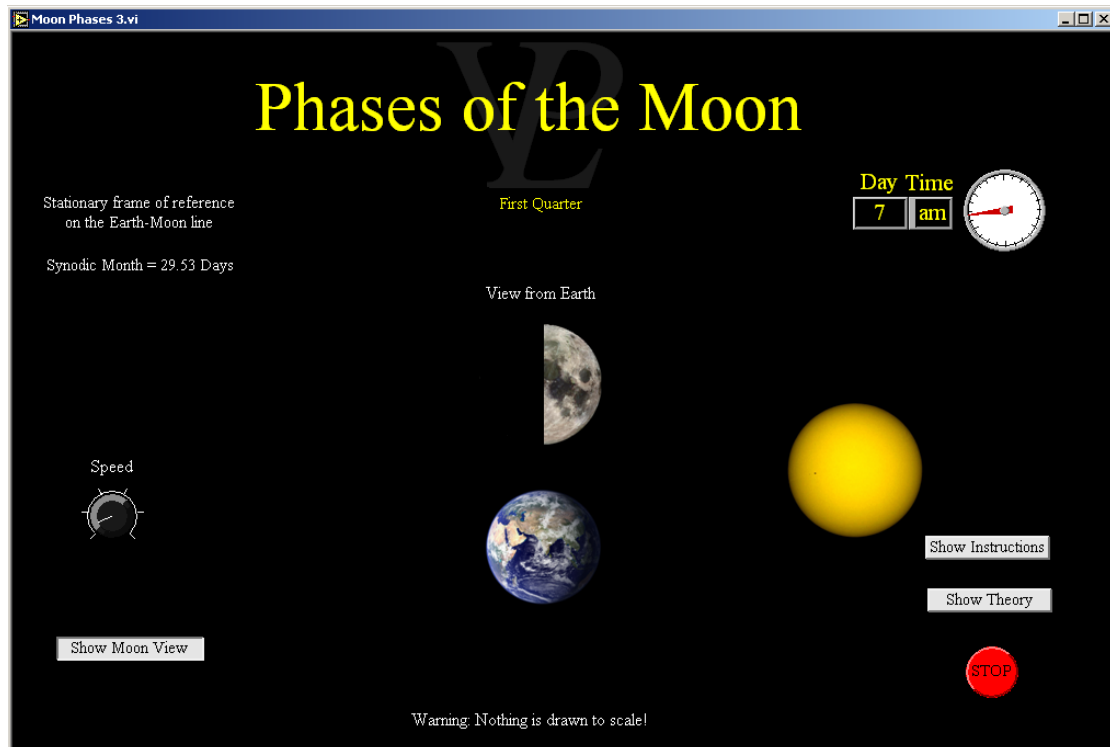 Moon Phases 3.vi
VPL
Phases of the Moon
Day Time
7 am
Stationary frame of reference
on the Earth-Moon line
First Quarter
Synodic Month = 29.53 Days
View from Earth
Speed
Show Instructions
Show Theory
Show Moon View
STOP
Warning: Nothing is drawn to scale!